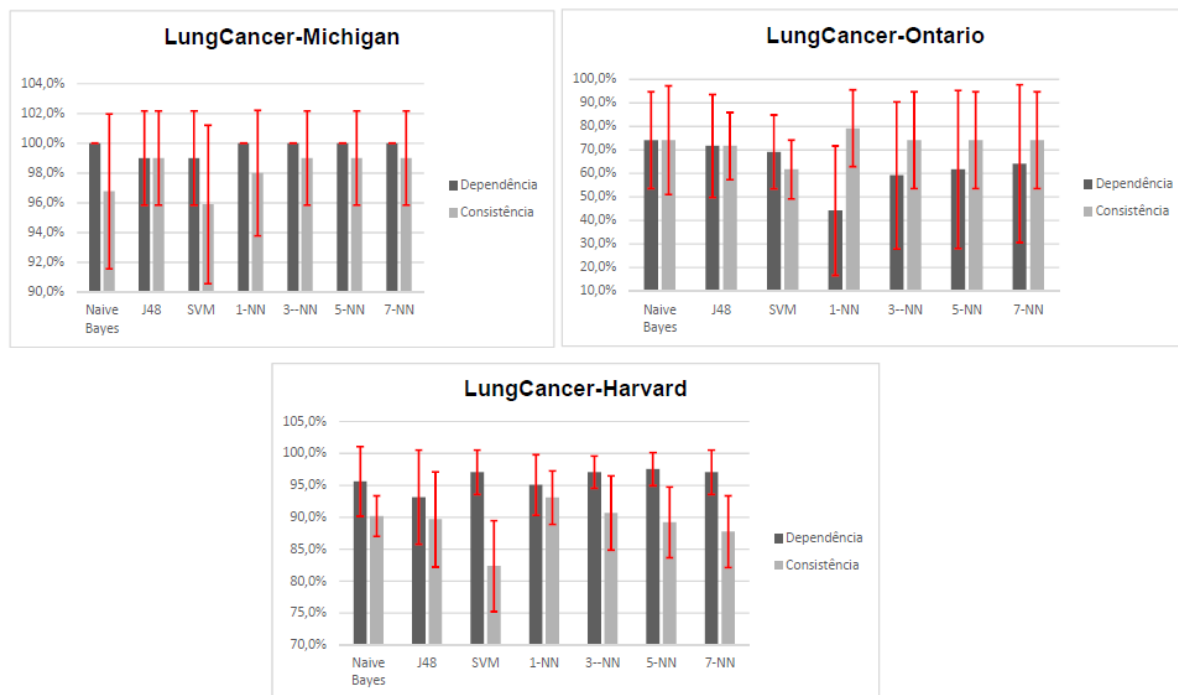 LungCancer-Michigan
104,0%
102,0%
100,0%
98,0%
96,0%
94,0%
92,0%
90,0%
Naive Bayes
J48
SVM
1-NN
3--NN
5-NN
7-NN
Dependência
Consistência
LungCancer-Ontario
100,0%
90,0%
80,0%
70,0%
60,0%
50,0%
40,0%
30,0%
20,0%
10,0%
Naive Bayes
J48
SVM
1-NN
3--NN
5-NN
7-NN
Dependência
Consistência
LungCancer-Harvard
105,0%
100,0%
95,0%
90,0%
85,0%
80,0%
75,0%
70,0%
Naive Bayes
J48
SVM
1-NN
3--NN
5-NN
7-NN
Dependência
Consistência